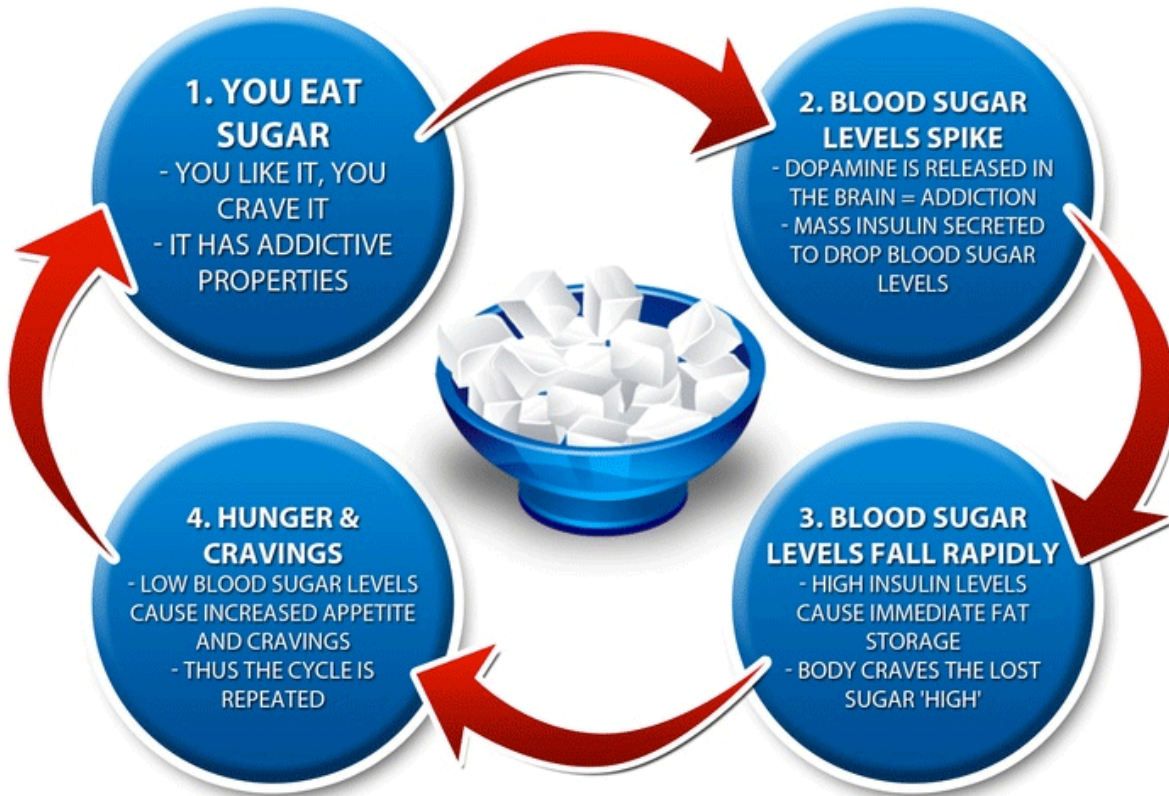 1. YOU EAT
SUGAR
- YOU LIKE IT, YOU
CRAVE IT
- IT HAS ADDICTIVE
PROPERTIES
2. BLOOD SUGAR
LEVELS SPIKE
- DOPAMINE IS RELEASED IN
THE BRAIN = ADDICTION
- MASS INSULIN SECRETED
TO DROP BLOOD SUGAR
LEVELS
3. BLOOD SUGAR
LEVELS FALL RAPIDLY
- HIGH INSULIN LEVELS
CAUSE IMMEDIATE FAT
STORAGE
- BODY CRAVES THE LOST
SUGAR 'HIGH'
4. HUNGER &
CRAVINGS
- LOW BLOOD SUGAR LEVELS
CAUSE INCREASED APPETITE
AND CRAVINGS
- THUS THE CYCLE IS
REPEATED